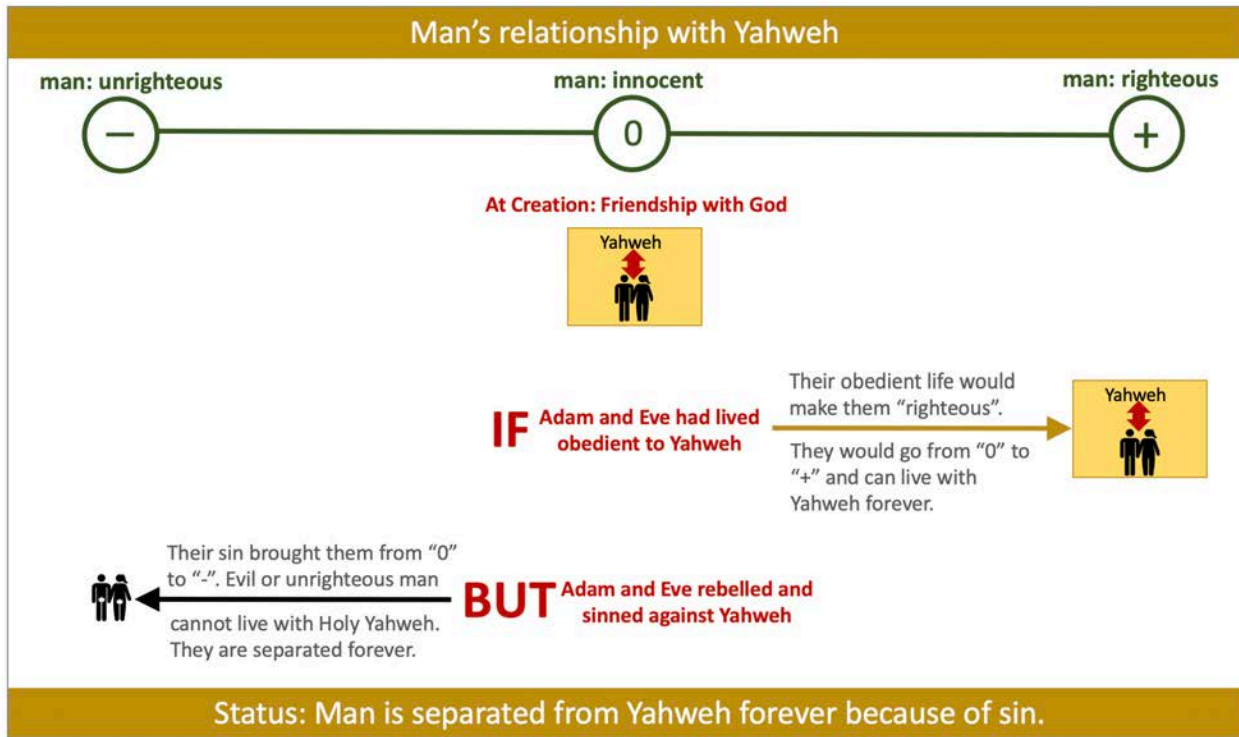 Man's relationship with Yahweh
man: unrighteous
man: innocent
man: righteous
−
0
+
At Creation: Friendship with God
Yahweh
IF
Adam and Eve had lived
obedient to Yahweh
Their obedient life would
make them “righteous”.
They would go from “0” to
“+” and can live with
Yahweh forever.
Yahweh
Their sin brought them from “0”
to “-”. Evil or unrighteous man
cannot live with Holy Yahweh.
They are separated forever.
BUT
Adam and Eve rebelled and
sinned against Yahweh
Status: Man is separated from Yahweh forever because of sin.